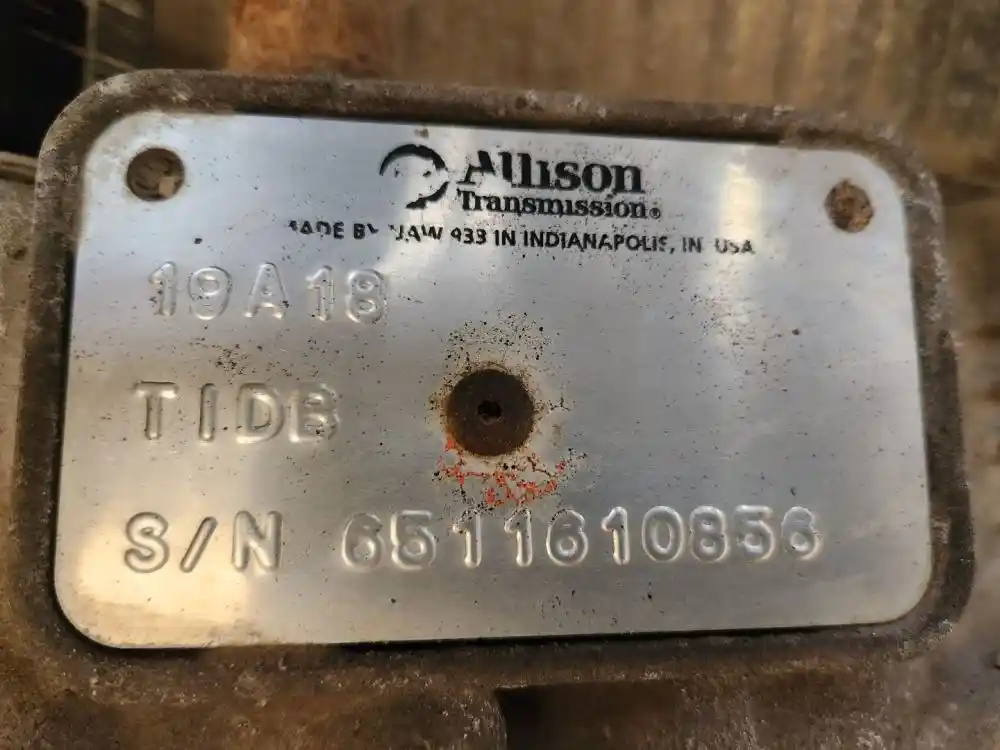 Allison
Transmission®
MADE BY UAW 933 IN INDIANAPOLIS, IN USA
19A18
TIDB
S/N 6511610856